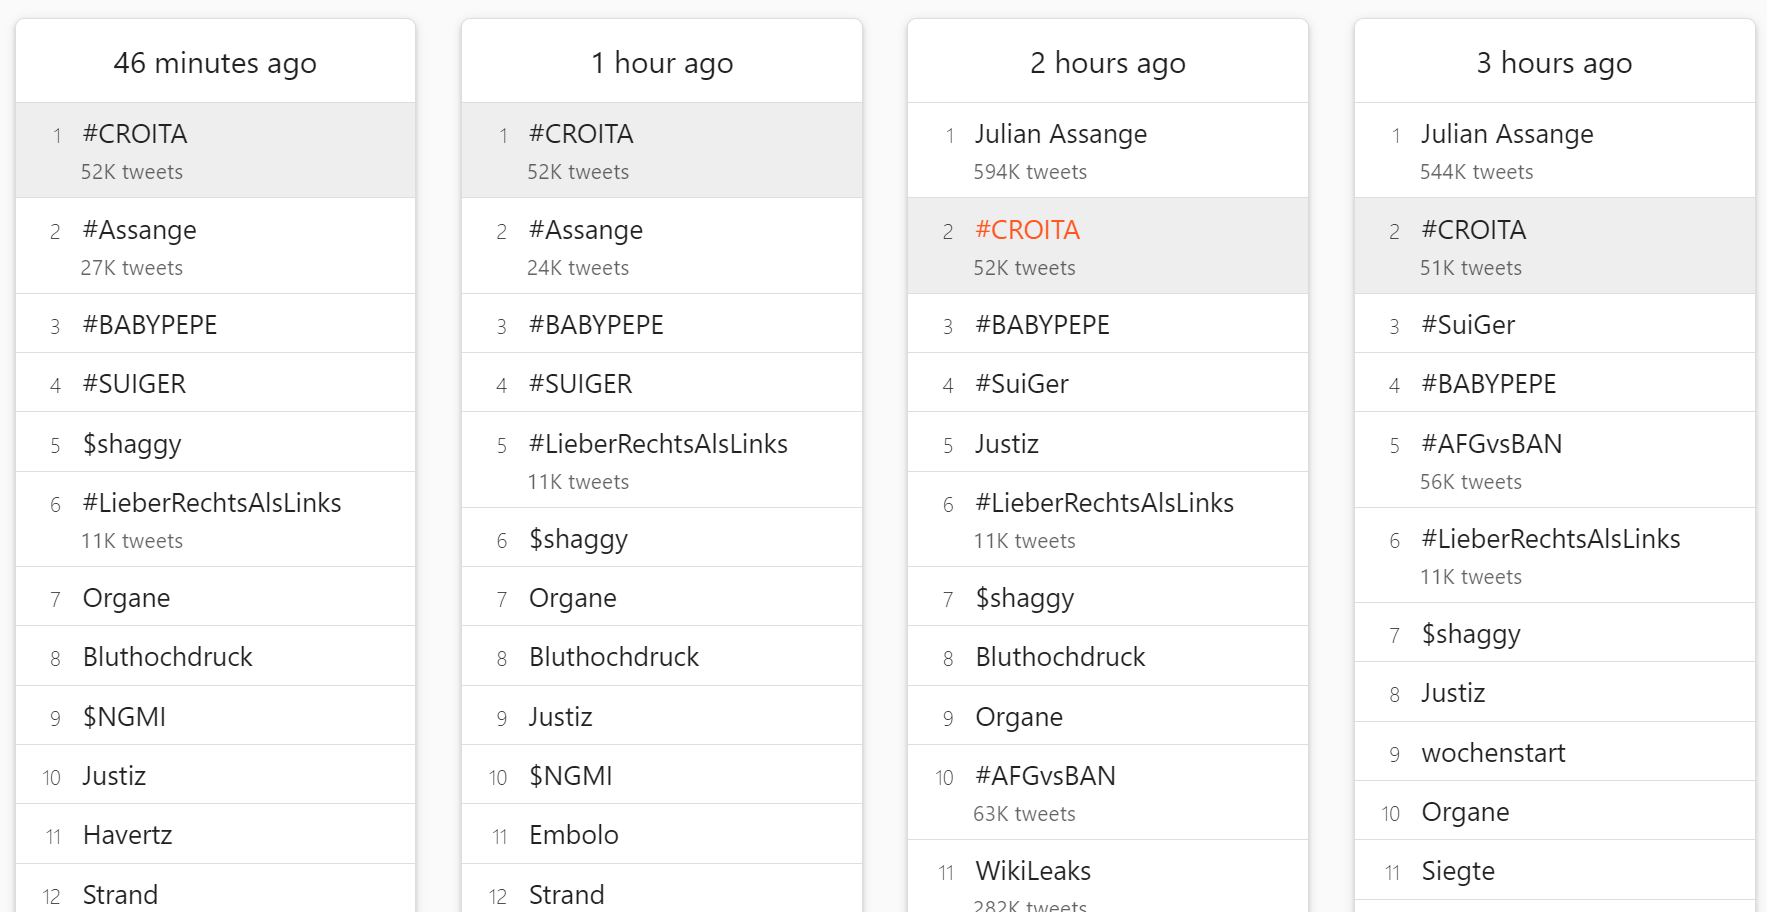 46 minutes ago
1 #CROITA
52K tweets
2 #Assange
27K tweets
3 #BABYPEPE
4 #SUIGER
5 $shaggy
6 #LieberRechtsAlsLinks
11K tweets
7 Organe
8 Bluthochdruck
9 $NGMI
10 Justiz
11 Havertz
12 Strand
1 hour ago
1 #CROITA
52K tweets
2 #Assange
24K tweets
3 #BABYPEPE
4 #SUIGER
5 #LieberRechtsAlsLinks
11K tweets
6 $shaggy
7 Organe
8 Bluthochdruck
9 Justiz
10 $NGMI
11 Embolo
12 Strand
2 hours ago
1 Julian Assange
594K tweets
2 #CROITA
52K tweets
3 #BABYPEPE
4 #SuiGer
5 Justiz
6 #LieberRechtsAlsLinks
11K tweets
7 $shaggy
8 Bluthochdruck
9 Organe
10 #AFGvsBAN
63K tweets
11 WikiLeaks
282K tweets
3 hours ago
1 Julian Assange
544K tweets
2 #CROITA
51K tweets
3 #SuiGer
4 #BABYPEPE
5 #AFGvsBAN
56K tweets
6 #LieberRechtsAlsLinks
11K tweets
7 $shaggy
8 Justiz
9 wochenstart
10 Organe
11 Siegte